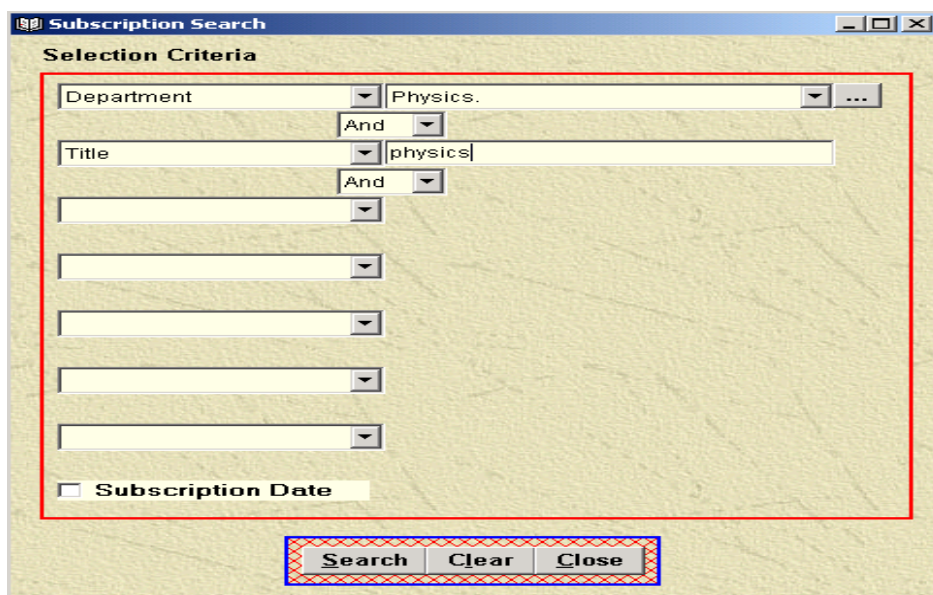 Subscription Search
Selection Criteria
Department Physics. ...
And
Title physics
And
Subscription Date
Search Clear Close